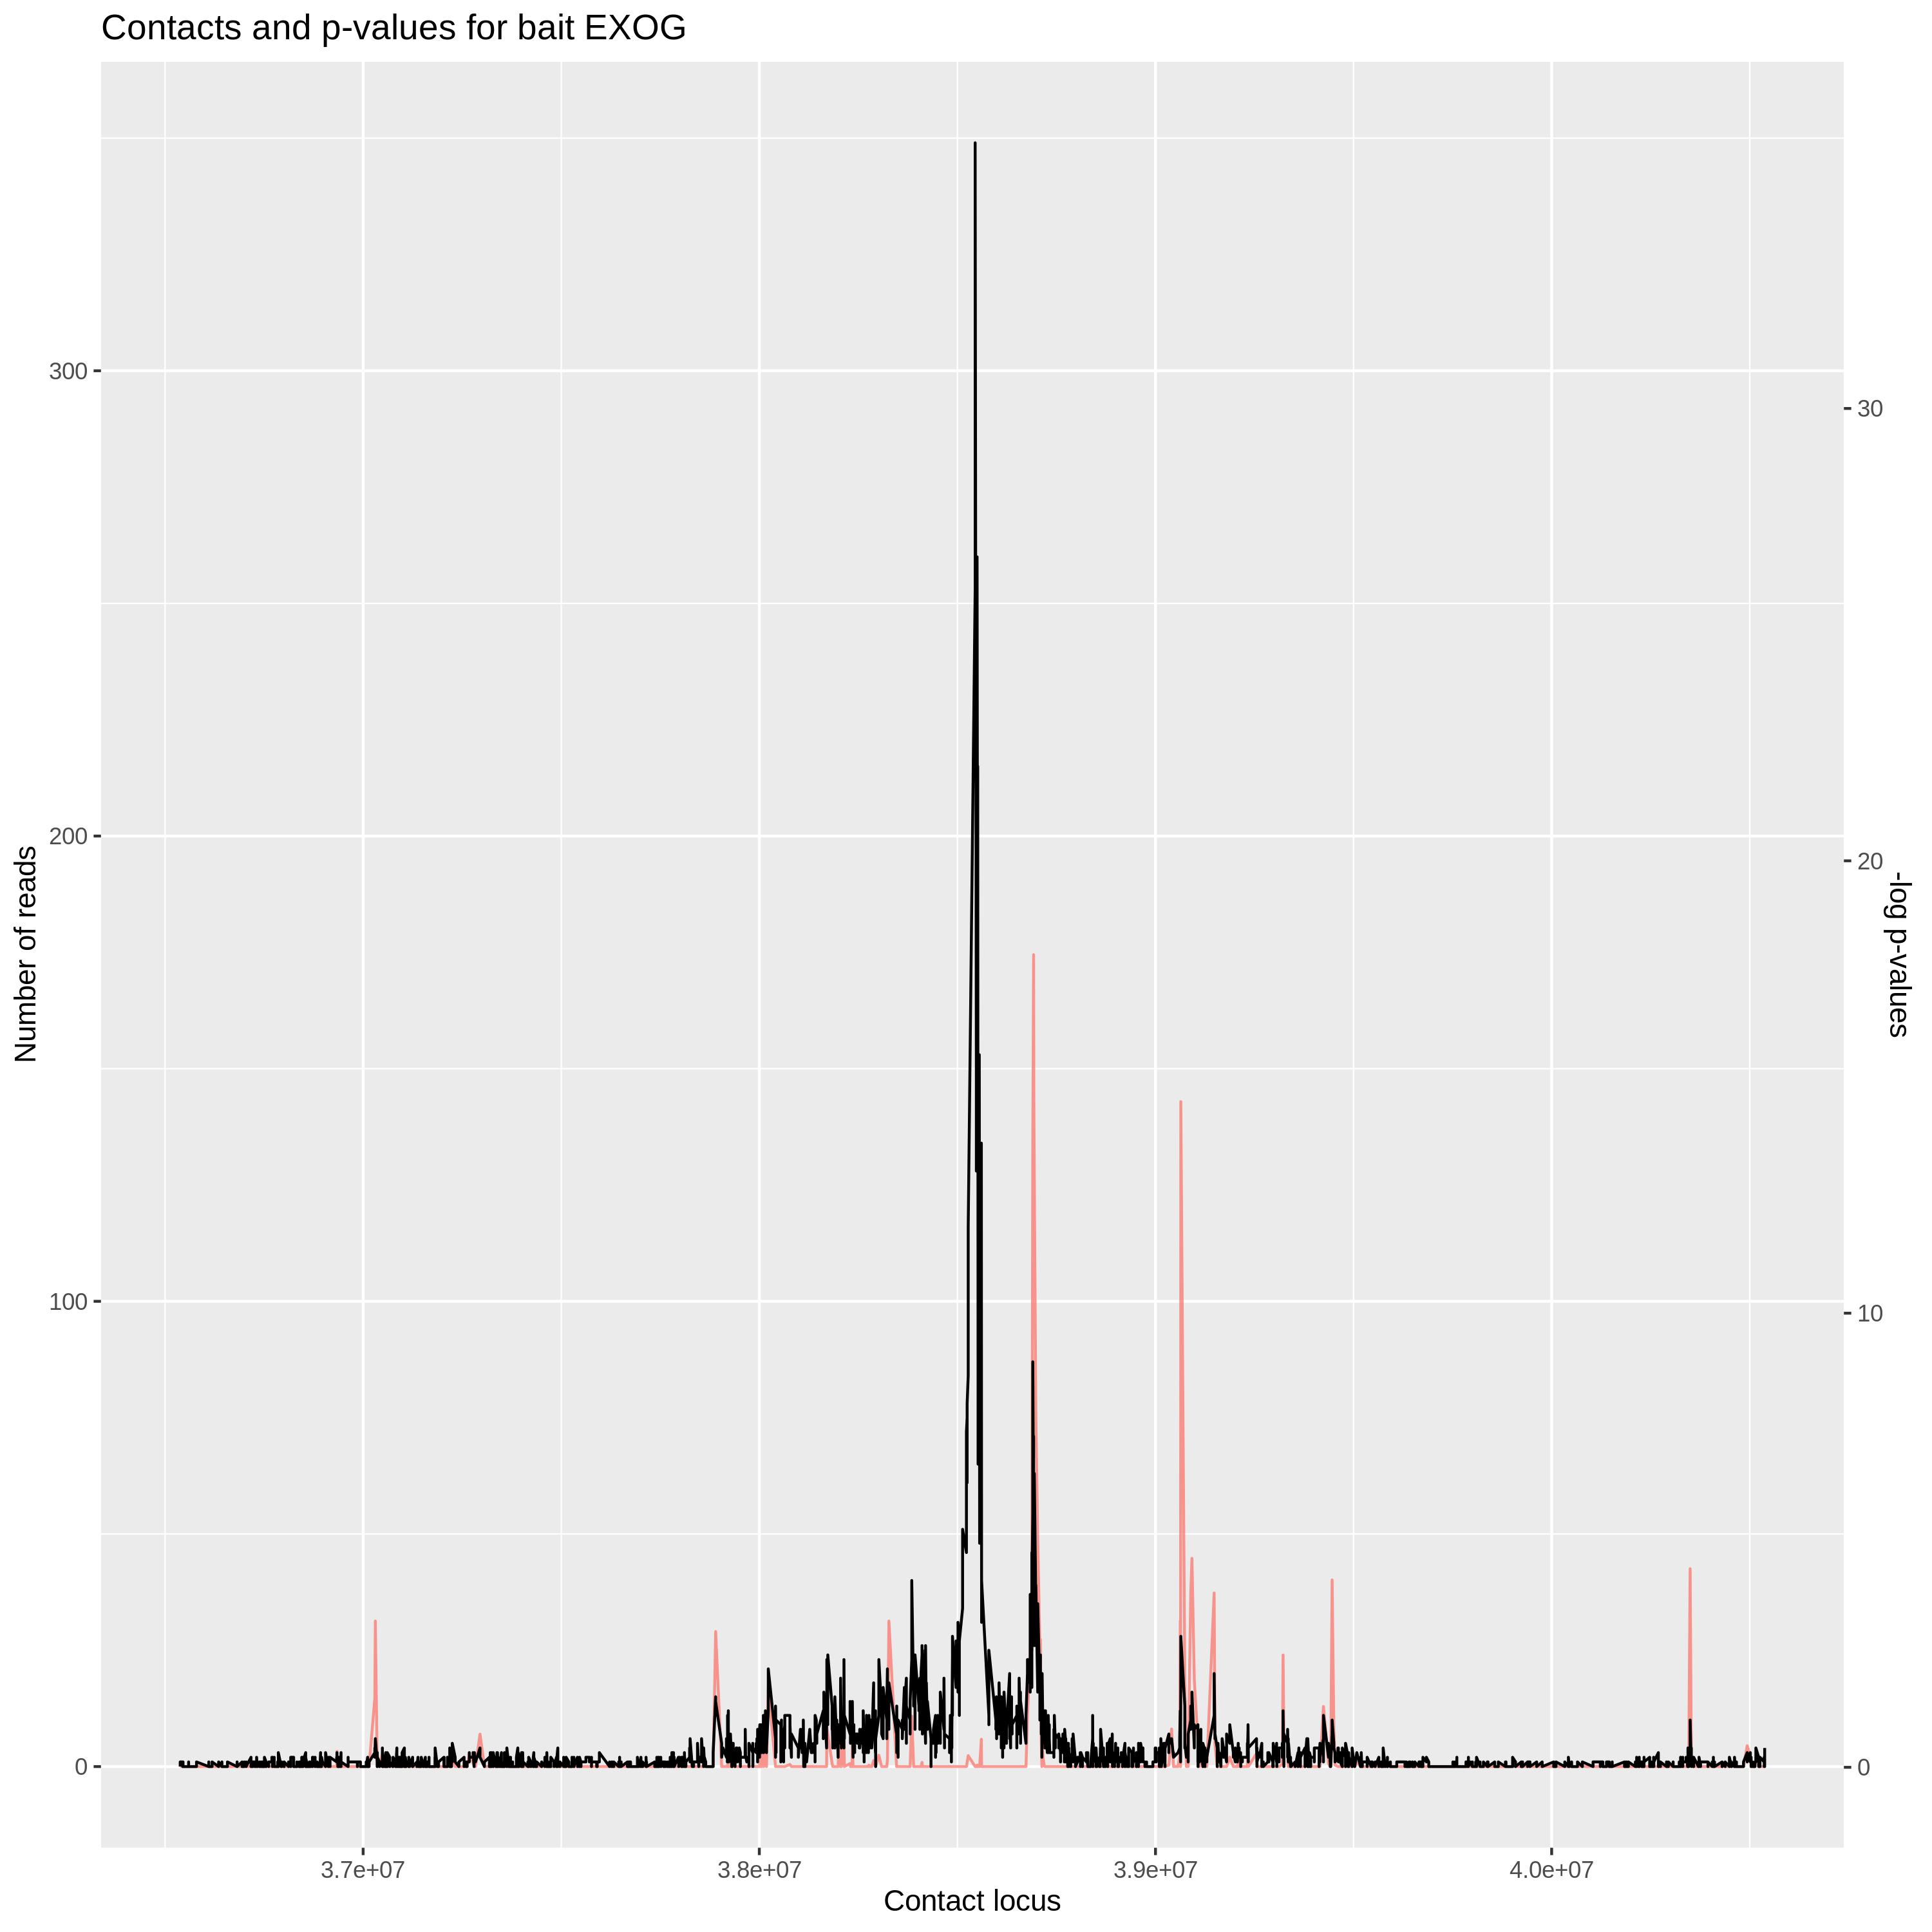 Contacts and p-values for bait EXOG
Number of reads
300
200
100
0
30
20
10
0
-log p-values
3.7e+07 3.8e+07 3.9e+07 4.0e+07
Contact locus